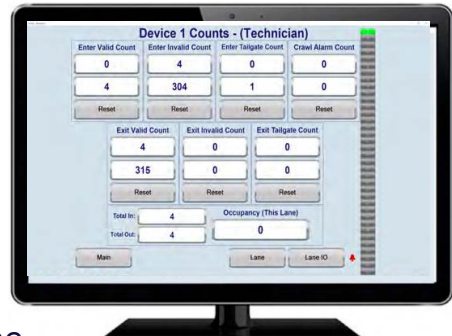 Device 1 Counts - (Technician)
Enter Valid Count Enter Invalid Count Enter Tailgate Count Crawl Alarm Count
0 4 0 0
4 304 1 0
Reset Reset Reset Reset
Exit Valid Count Exit Invalid Count Exit Tailgate Count
4 0 0
315 0 0
Reset Reset Reset
Total In: 4 Occupancy (This Lane)
Total Out: 4 0
Main Lane Lane IO